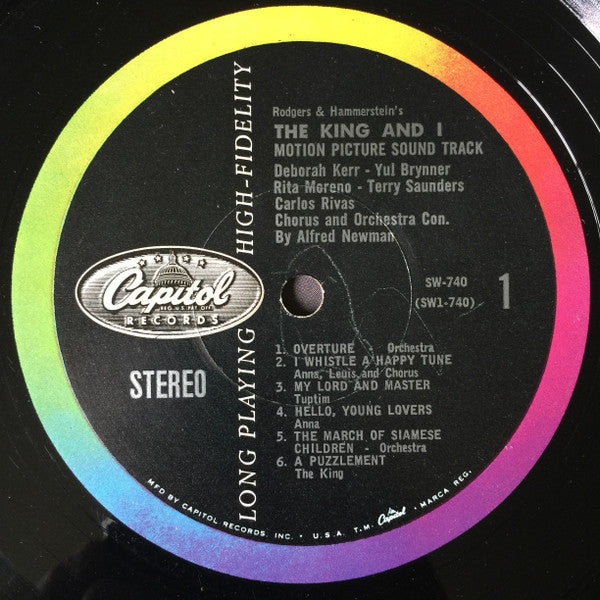 Rodgers & Hammerstein's
THE KING AND I
MOTION PICTURE SOUND TRACK
Deborah Kerr - Yul Brynner
Rita Moreno - Terry Saunders
Carlos Rivas
Chorus and Orchestra Con.
By Alfred Newman
LONG PLAYING HIGH-FIDELITY
Capitol
REG. U.S. PAT. OFF.
RECORDS
STEREO
SW-740
(SW1-740)
1
1. OVERTURE - Orchestra
2. I WHISTLE A HAPPY TUNE
Anna, Leuis and Chorus
3. MY LORD AND MASTER
Tuptim
4. HELLO, YOUNG LOVERS
Anna
5. THE MARCH OF SIAMESE
CHILDREN - Orchestra
6. A PUZZLEMENT
The King
MFD BY CAPITOL RECORDS, INC. • U.S.A. T.M. Capitol • MARCA REG.